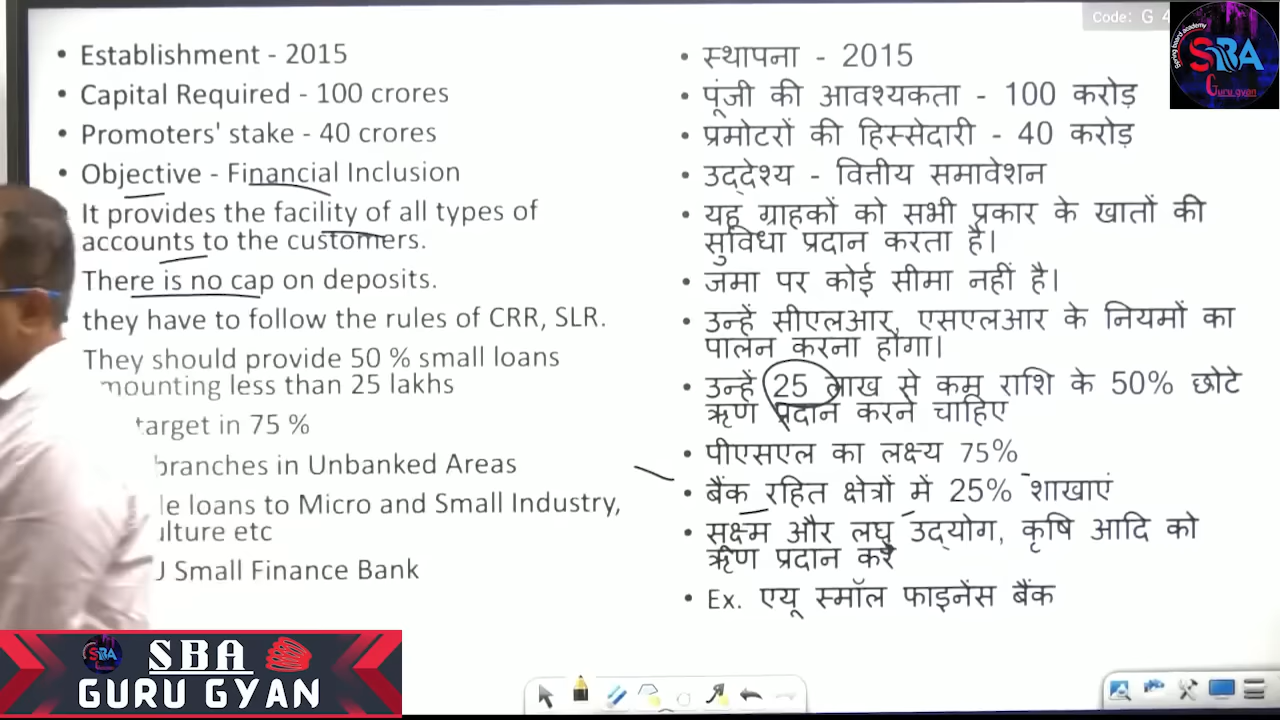 Code: G 4
• Establishment - 2015
• Capital Required - 100 crores
• Promoters' stake - 40 crores
• Objective - Financial Inclusion
It provides the facility of all types of
accounts to the customers.
There is no cap on deposits.
they have to follow the rules of CRR, SLR.
They should provide 50 % small loans
mounting less than 25 lakhs
target in 75 %
branches in Unbanked Areas
le loans to Micro and Small Industry,
ulture etc
Small Finance Bank
• स्थापना - 2015
• पूंजी की आवश्यकता - 100 करोड़
• प्रमोटरों की हिस्सेदारी - 40 करोड़
• उद्देश्य - वित्तीय समावेशन
• यह ग्राहकों को सभी प्रकार के खातों की
सुविधा प्रदान करता है।
• जमा पर कोई सीमा नहीं है।
• उन्हें सीएलआर, एसएलआर के नियमों का
पालन करना होगा।
• उन्हें 25 लाख से कम राशि के 50% छोटे
ऋण प्रदान करने चाहिए
• पीएसएल का लक्ष्य 75%
• बैंक रहित क्षेत्रों में 25% शाखाएं
• सूक्ष्म और लघु उद्योग, कृषि आदि को
ऋण प्रदान करें
• Ex. एयू स्मॉल फाइनेंस बैंक
SBA
Guru gyan
SBA
SBA
GURU GYAN